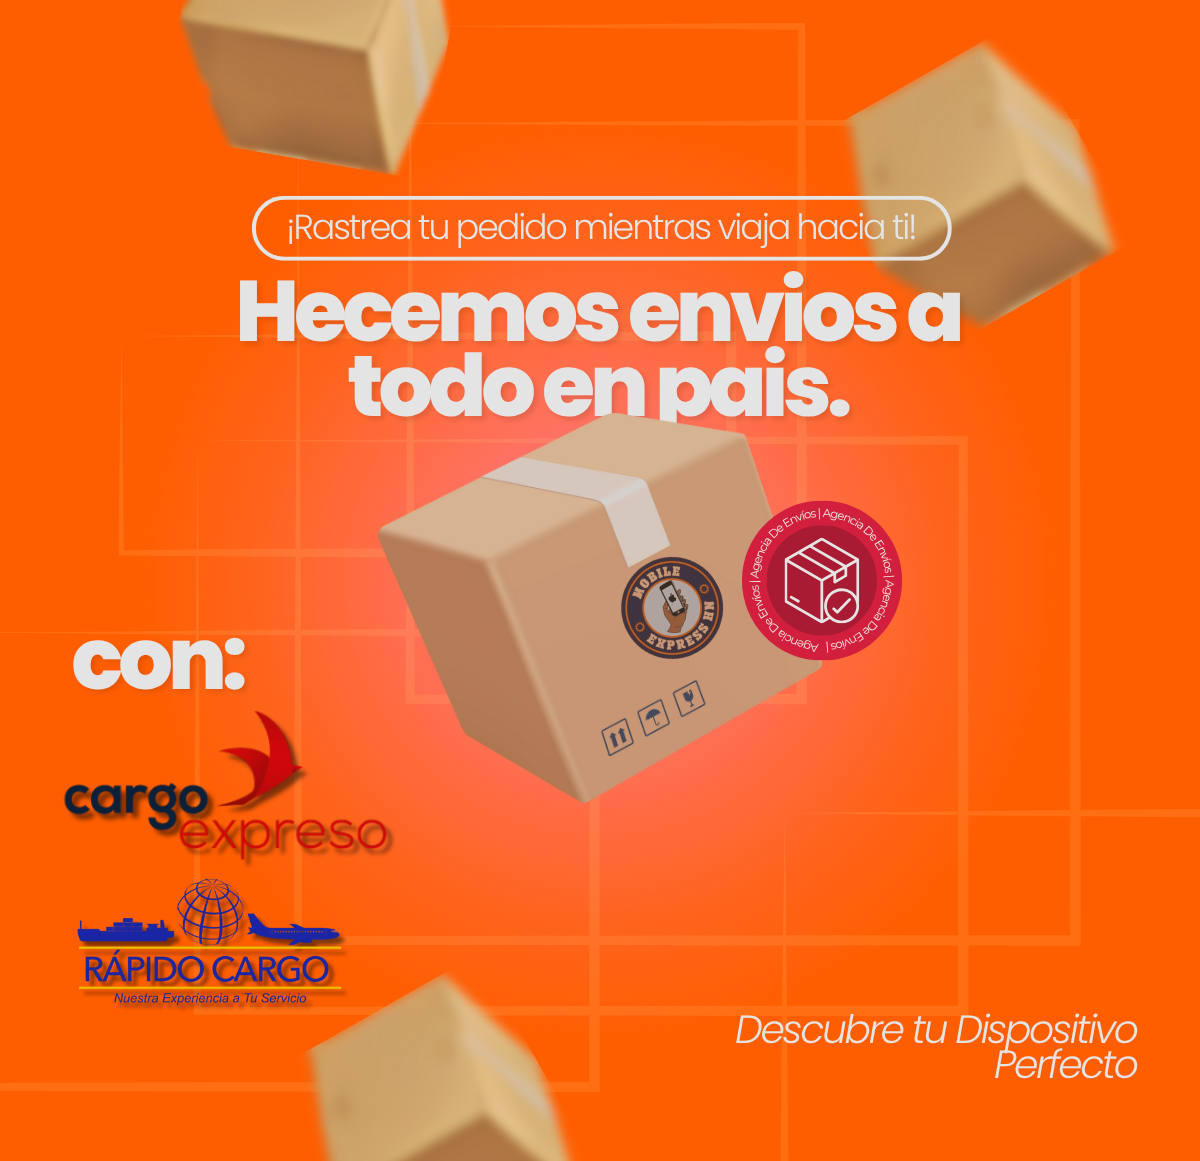 ¡Rastrea tu pedido mientras viaja hacia ti!
Hecemos envios a
todo en pais.
MOBILE
EXPRESS HN
Agencia De Envíos | Agencia De Envíos | Agencia De Envíos | Agencia De Envíos |
con:
cargo
expreso
RÁPIDO CARGO
Nuestra Experiencia a Tu Servicio
Descubre tu Dispositivo
Perfecto